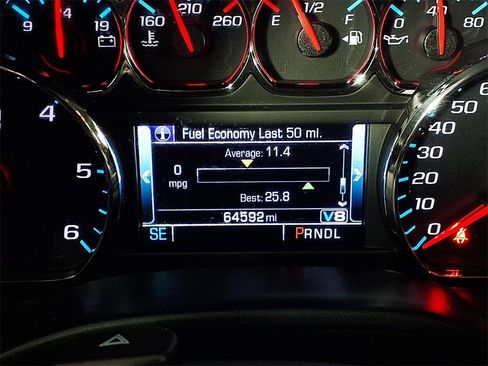 9 14 19
160 210 260
E 1/2 F
0 40 80
4
5
6
Fuel Economy Last 50 mi.
Average: 11.4
0
mpg
Best: 25.8
64592 mi V8
SE PRNDL
60
50
40
30
20
10
0